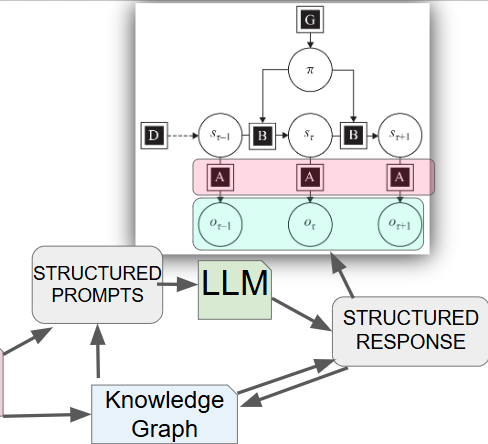 G
π
D
s_{τ-1}
B
s_τ
B
s_{τ+1}
A
A
A
o_{τ-1}
o_τ
o_{τ+1}
STRUCTURED
PROMPTS
LLM
STRUCTURED
RESPONSE
Knowledge
Graph